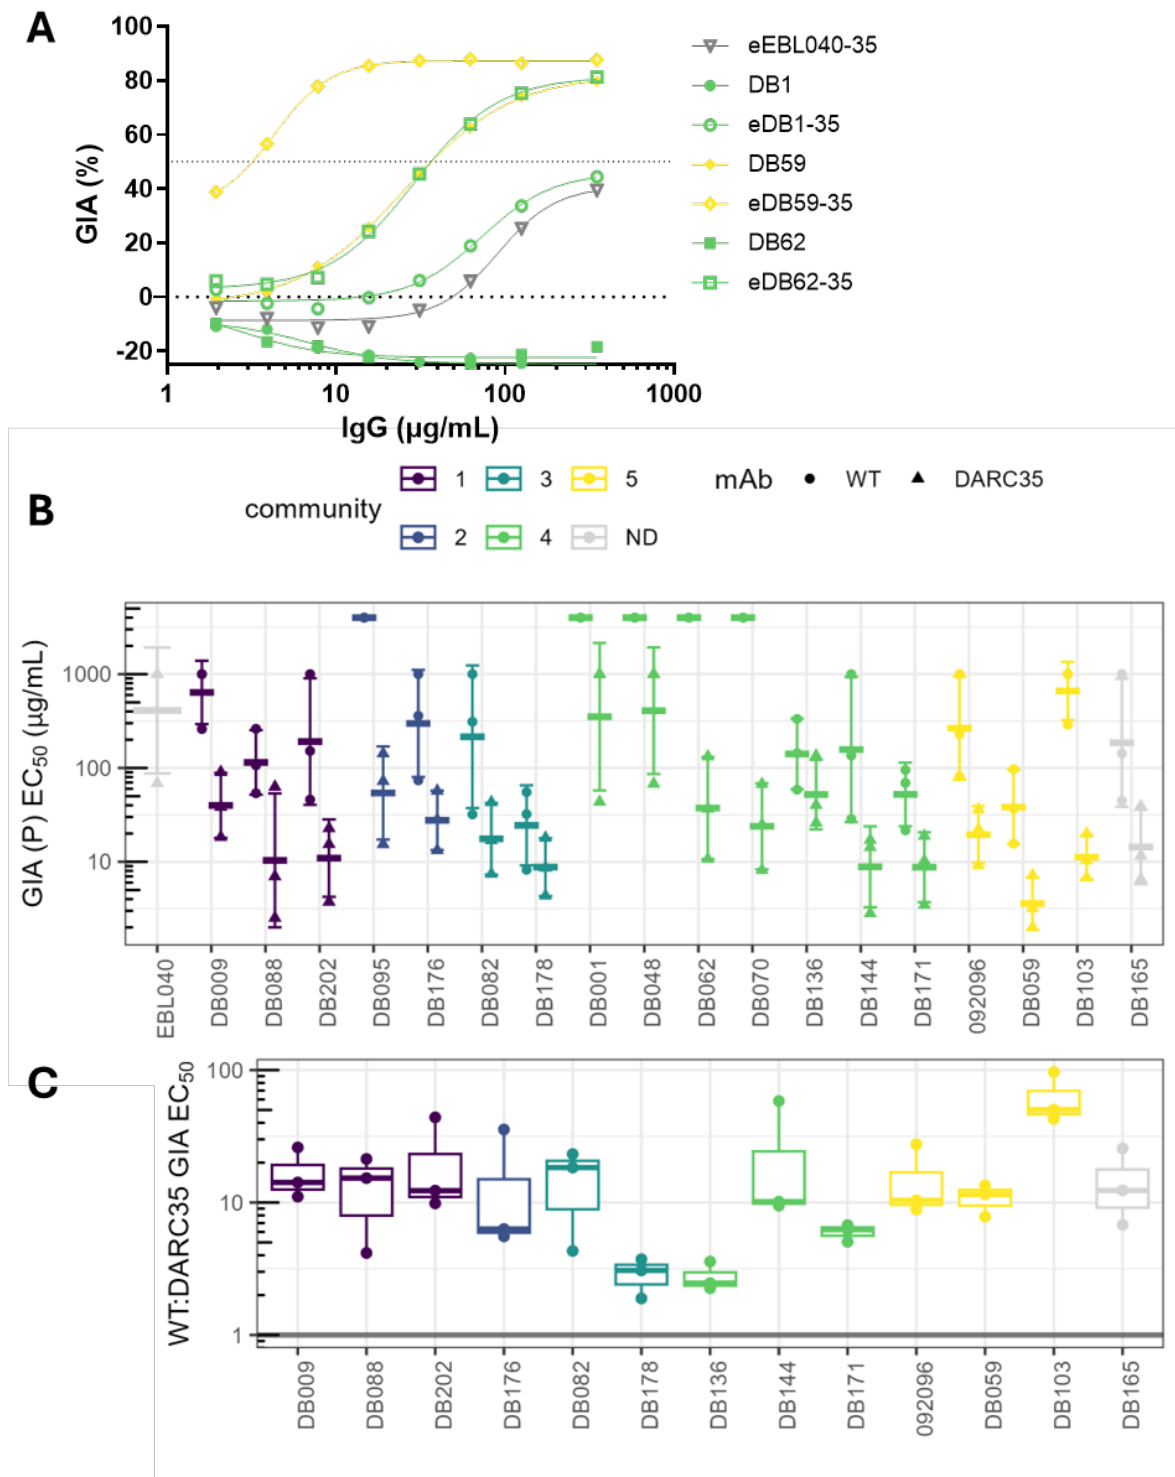 A
100
80
60
40
20
0
-20
GIA (%)
1
10
100
1000
IgG (µg/mL)
eEBL040-35
DB1
eDB1-35
DB59
eDB59-35
DB62
eDB62-35
B
community
1
3
5
2
4
ND
mAb
WT
DARC35
GIA (P) EC50 (µg/mL)
1000
100
10
EBL040
DB009
DB088
DB202
DB095
DB176
DB082
DB178
DB001
DB048
DB062
DB070
DB136
DB144
DB171
092096
DB059
DB103
DB165
C
WT:DARC35 GIA EC50
100
10
1
DB009
DB088
DB202
DB176
DB082
DB178
DB136
DB144
DB171
092096
DB059
DB103
DB165